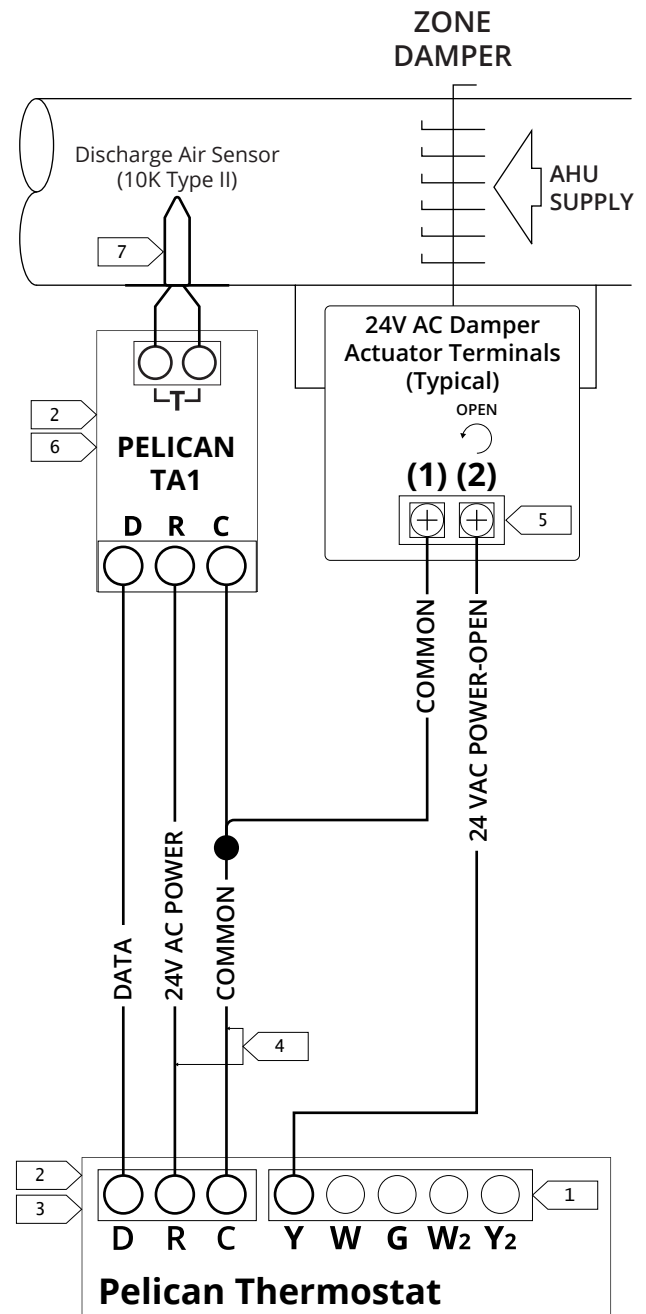 ZONE
DAMPER
Discharge Air Sensor
(10K Type II)
AHU
SUPPLY
7
24V AC Damper
Actuator Terminals
(Typical)
OPEN
T
2
6
PELICAN
TA1
(1) (2)
5
D R C
COMMON
24 VAC POWER-OPEN
DATA
24V AC POWER
COMMON
4
2
3
1
D R C Y W G W2 Y2
Pelican Thermostat